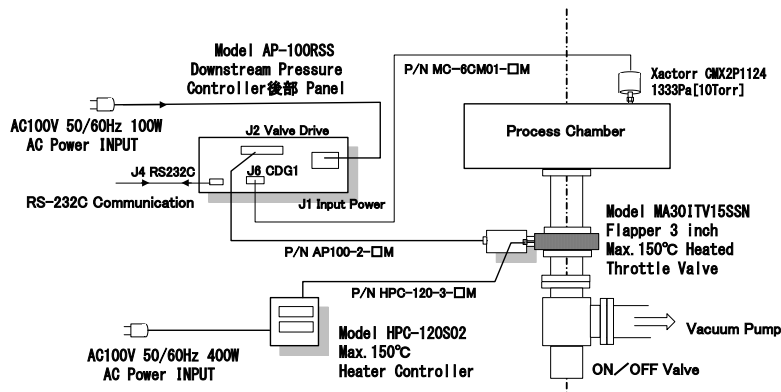 Model AP-100RSS
Downstream Pressure
Controller後部 Panel
P/N MC-6CM01-□M
Xactorr CMX2P1124
1333Pa[10Torr]
AC100V 50/60Hz 100W
AC Power INPUT
J2 Valve Drive
Process Chamber
J4 RS232C
J6 CDG1
RS-232C Communication
J1 Input Power
Model MA30ITV15SSN
Flapper 3 inch
Max.150℃ Heated
Throttle Valve
P/N AP100-2-□M
P/N HPC-120-3-□M
Model HPC-120S02
Max.150℃
Heater Controller
AC100V 50/60Hz 400W
AC Power INPUT
Vacuum Pump
ON／OFF Valve